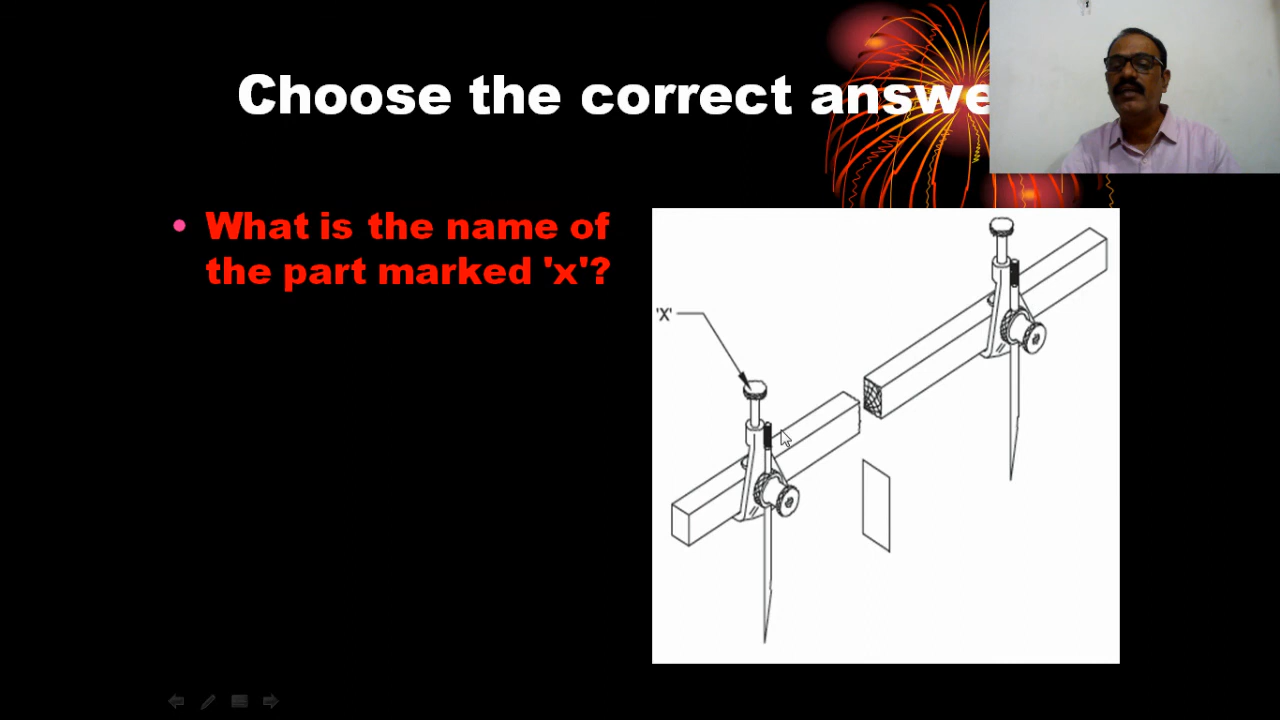 Choose the correct answe
What is the name of
the part marked 'x'?
'X'